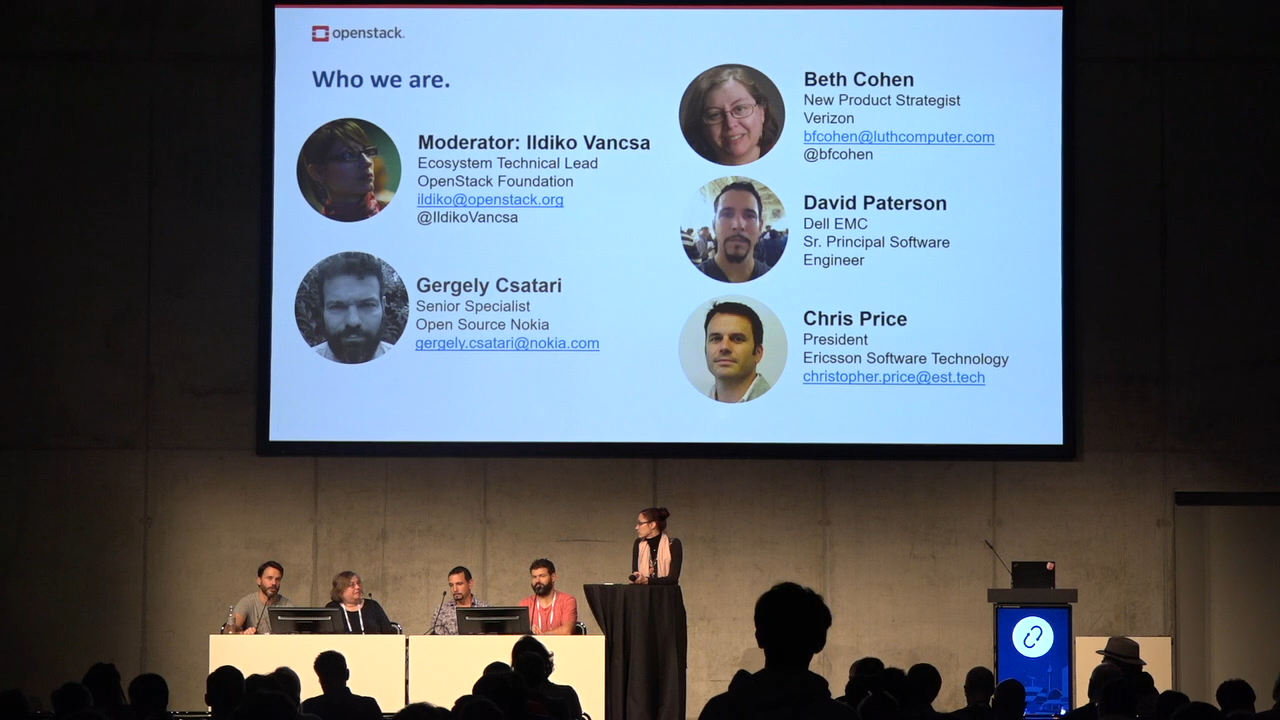 openstack.
Who we are.
Moderator: Ildiko Vancsa
Ecosystem Technical Lead
OpenStack Foundation
ildiko@openstack.org
@IldikoVancsa
Gergely Csatari
Senior Specialist
Open Source Nokia
gergely.csatari@nokia.com
Beth Cohen
New Product Strategist
Verizon
bfcohen@luthcomputer.com
@bfcohen
David Paterson
Dell EMC
Sr. Principal Software
Engineer
Chris Price
President
Ericsson Software Technology
christopher.price@est.tech